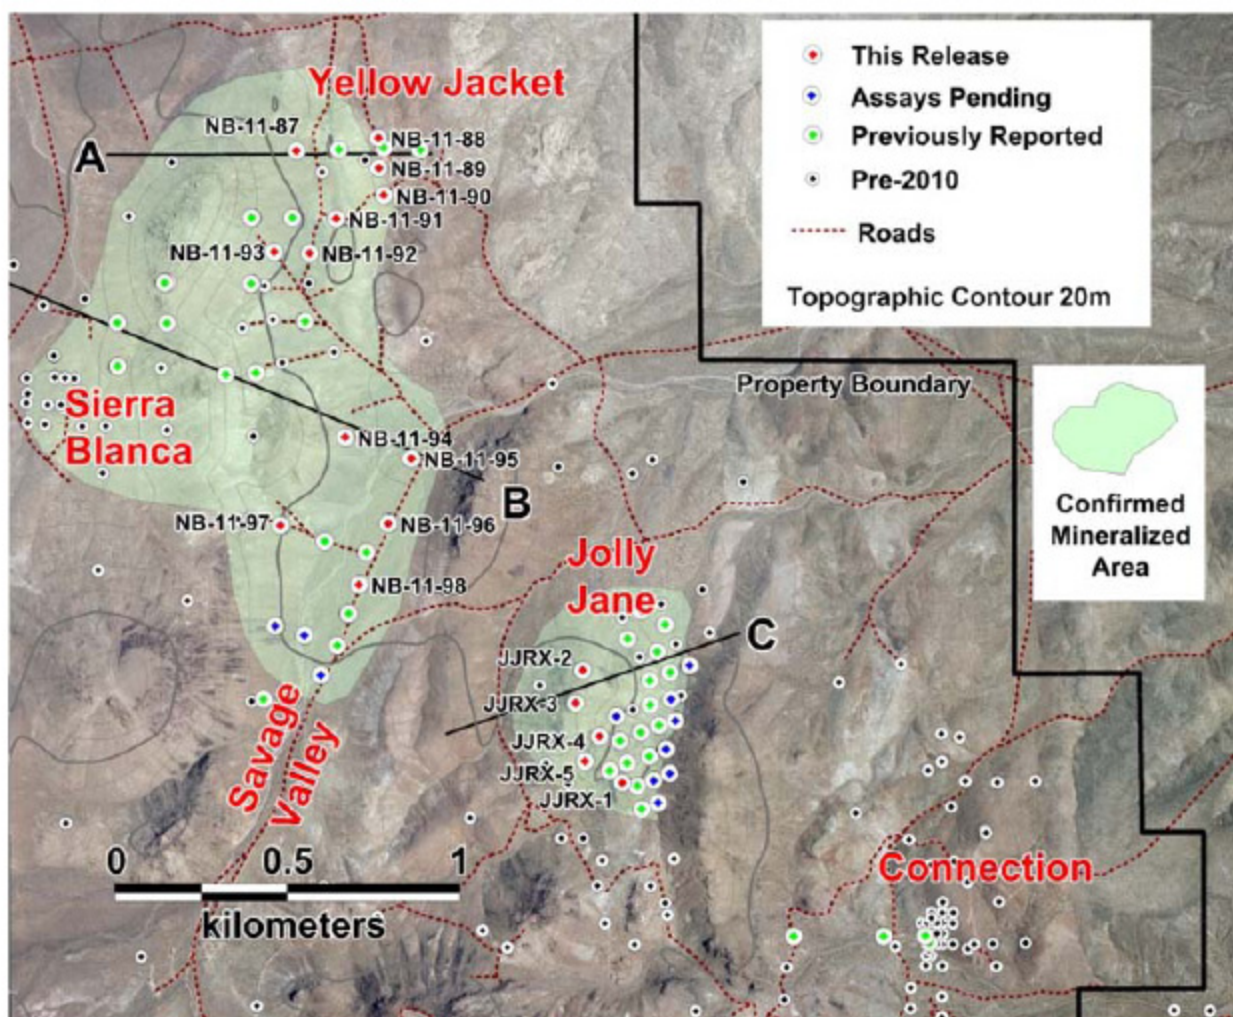 Yellow Jacket
NB-11-87
NB-11-88
A
NB-11-89
NB-11-90
NB-11-91
NB-11-93
NB-11-92
This Release
Assays Pending
Previously Reported
Pre-2010
Roads
Topographic Contour 20m
Property Boundary
Sierra
Blanca
NB-11-94
NB-11-95
B
NB-11-97
NB-11-96
NB-11-98
Confirmed
Mineralized
Area
Jolly
Jane
C
JJRX-2
JJRX-3
JJRX-4
JJRX-5
JJRX-1
Savage
Valley
0 0.5 1
kilometers
Connection